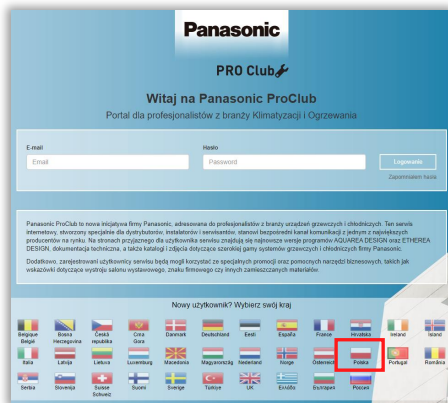 Panasonic
PRO Club
Witaj na Panasonic ProClub
Portal dla profesjonalistów z branży Klimatyzacji i Ogrzewania
E-mail Hasło
Email Password Logowanie
Zapomniałem hasła
Panasonic ProClub to nowa inicjatywa firmy Panasonic, adresowana do profesjonalistów z branży urządzeń grzewczych i chłodniczych. Ten serwis
internetowy, stworzony specjalnie dla dystrybutorów, instalatorów i serwisantów, stanowi bezpośredni kanał komunikacji z jednym z największych
producentów na rynku. Na stronach przyjaznego dla użytkownika serwisu znajdują się najnowsze wersje programów AQUAREA DESIGN oraz ETHEREA
DESIGN, dokumentacja techniczna, a także katalogi i zdjęcia dotyczące szerokiej gamy systemów grzewczych i chłodniczych firmy Panasonic.
Dodatkowo, zarejestrowani użytkownicy serwisu będą mogli korzystać ze specjalnych promocji oraz pomocnych narzędzi biznesowych, takich jak
wskazówki dotyczące wystroju salonu wystawowego, znaku firmowego czy innych zamieszczanych materiałów.
Nowy użytkownik? Wybierz swój kraj
Belgique België
Bosna Hercegovina
Česká republika
Crna Gora
Danmark
Deutschland
Eesti
España
France
Hrvatska
Ireland
Island
Italia
Latvija
Lietuva
Luxemburg
Makedonia
Magyarország
Nederland
Norge
Österreich
Polska
Portugal
România
Serbia
Slovenija
Suisse Schweiz
Suomi
Sverige
Türkiye
UK
Ελλάδα
България
Россия